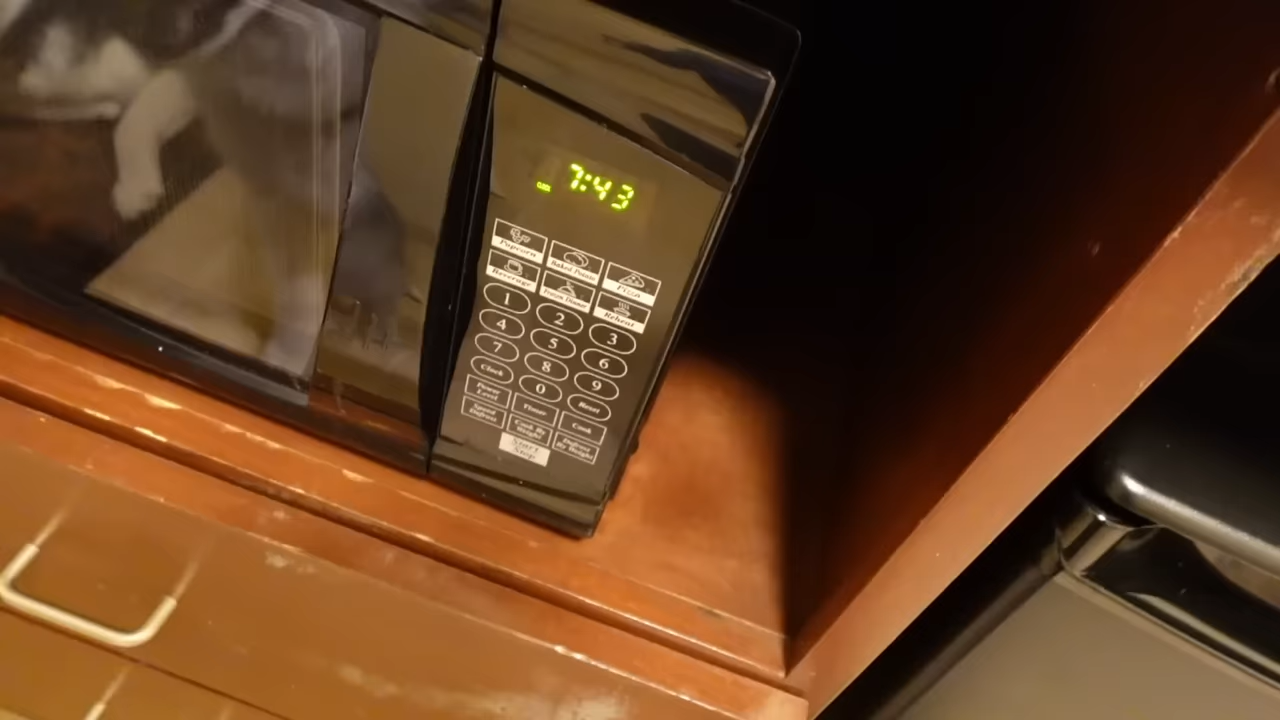 7:43
Popcorn Baked Potato Pizza
Beverage Frozen Dinner Reheat
1 2 3
4 5 6
7 8 9
Clock 0 Reset
Power Level Timer Cook
Speed Defrost Cook By Weight Defrost By Weight
Start
Stop